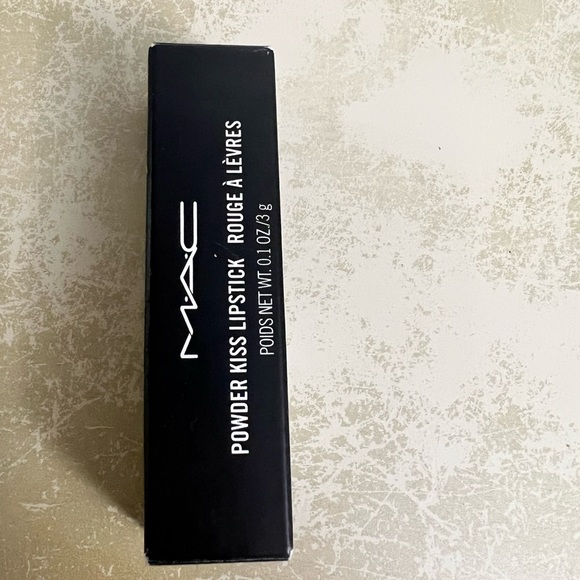 M·A·C
POWDER KISS LIPSTICK / ROUGE À LÈVRES
POIDS NET WT. 0.1 OZ./3 g